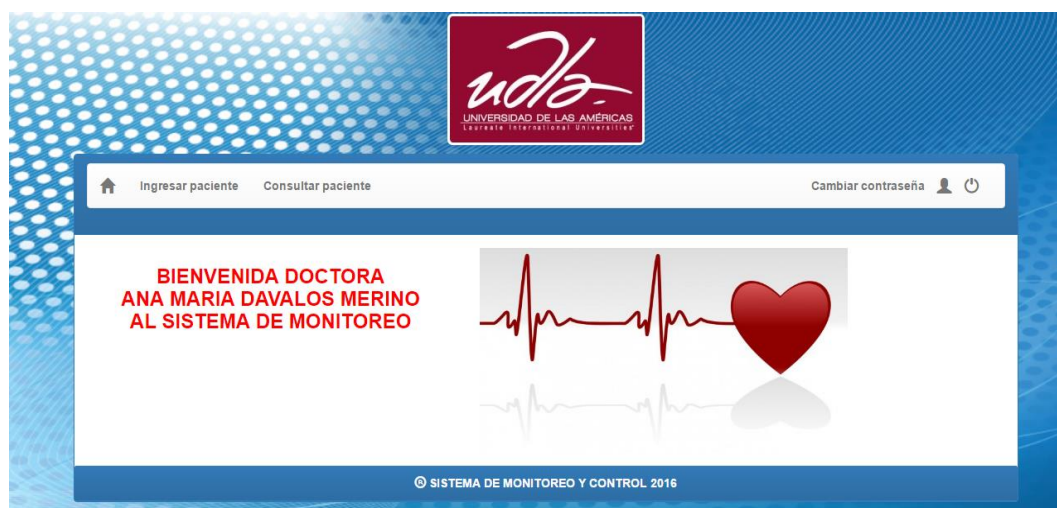 udla
UNIVERSIDAD DE LAS AMÉRICAS
Laureate International Universities®
Ingresar paciente Consultar paciente Cambiar contraseña
BIENVENIDA DOCTORA
ANA MARIA DAVALOS MERINO
AL SISTEMA DE MONITOREO
® SISTEMA DE MONITOREO Y CONTROL 2016